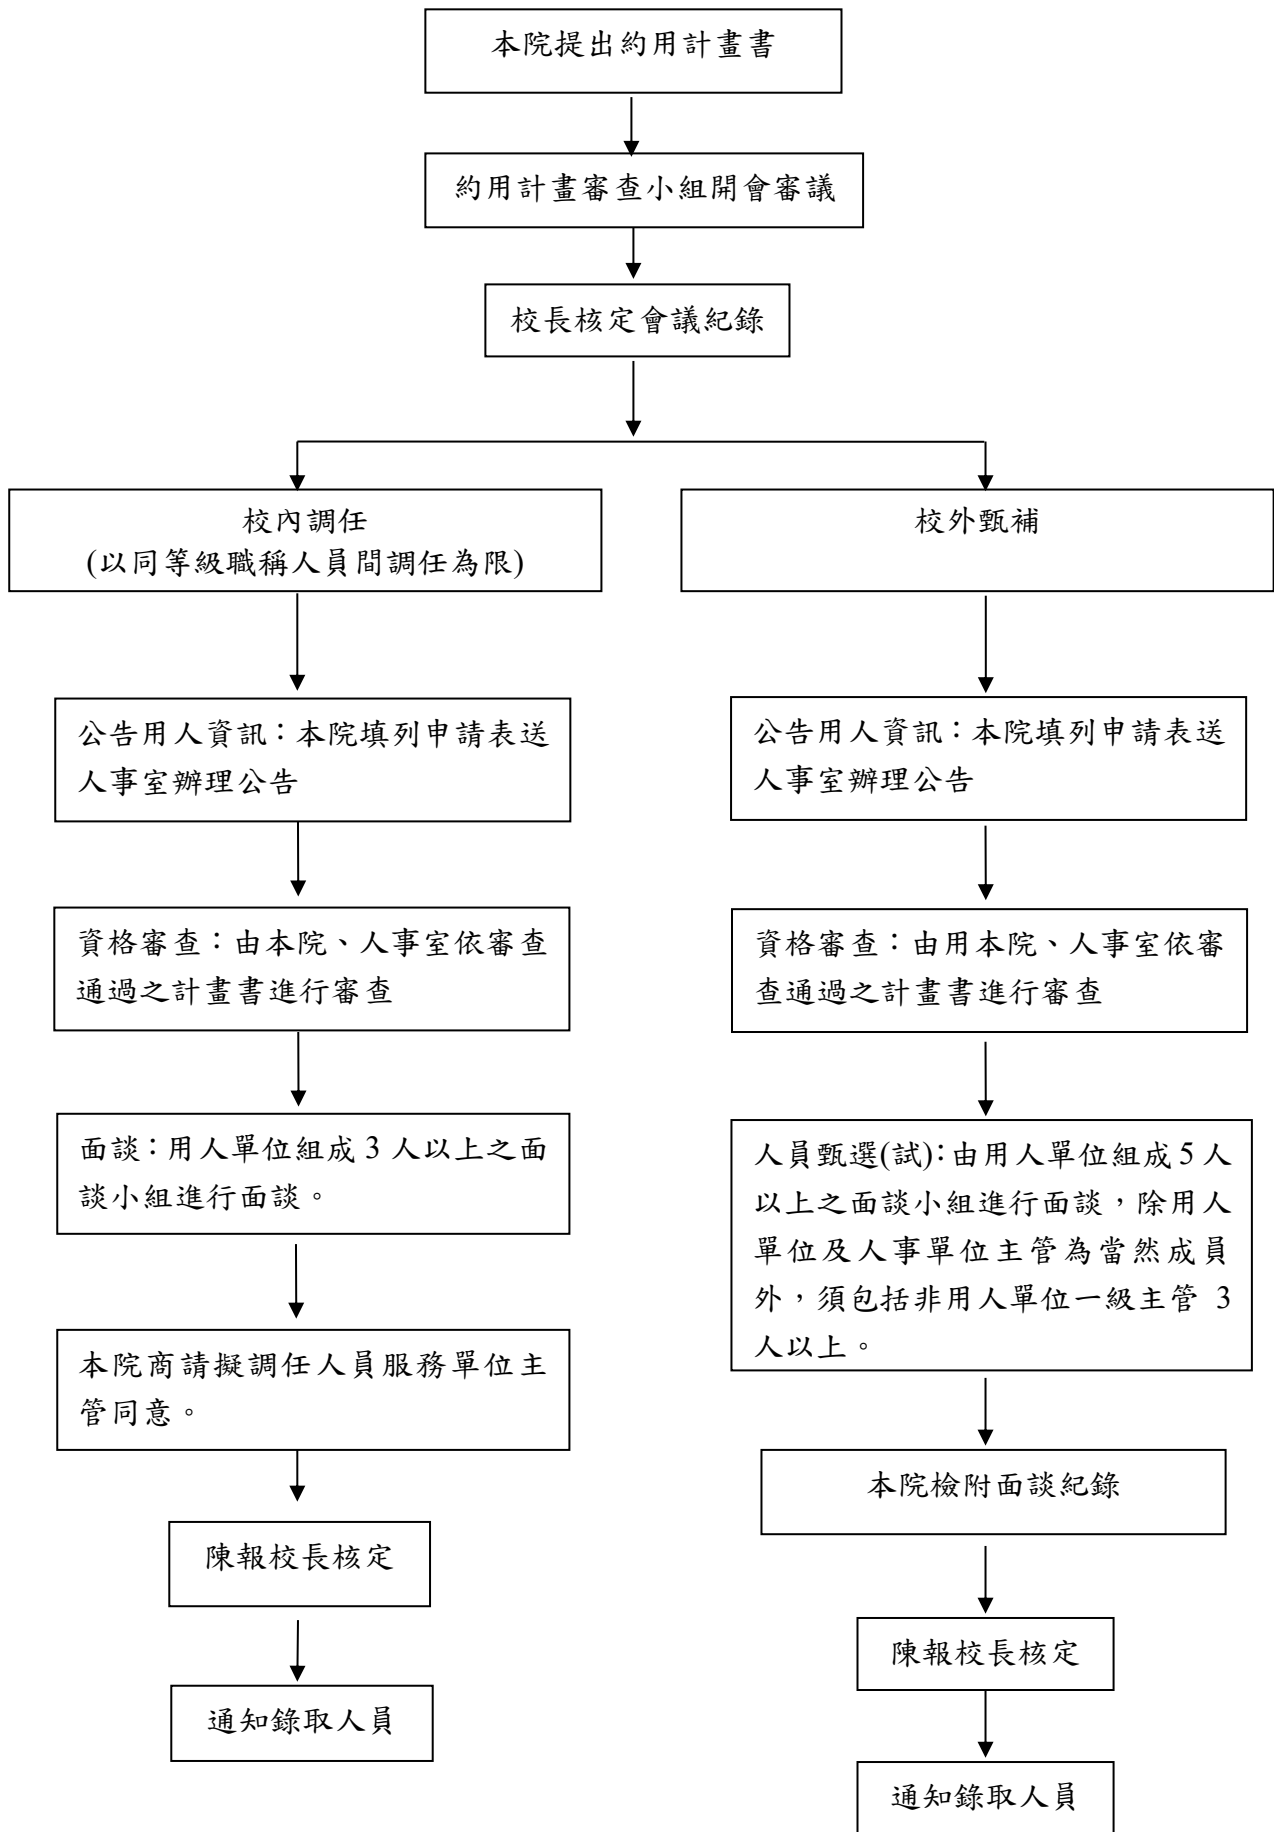 本院提出約用計畫書
約用計畫審查小組開會審議
校長核定會議紀錄
校內調任
(以同等級職稱人員間調任為限)
公告用人資訊：本院填列申請表送
人事室辦理公告
資格審查：由本院、人事室依審查
通過之計畫書進行審查
面談：用人單位組成 3 人以上之面
談小組進行面談。
本院商請擬調任人員服務單位主
管同意。
陳報校長核定
通知錄取人員
校外甄補
公告用人資訊：本院填列申請表送
人事室辦理公告
資格審查：由用本院、人事室依審
查通過之計畫書進行審查
人員甄選(試)：由用人單位組成 5 人
以上之面談小組進行面談，除用人
單位及人事單位主管為當然成員
外，須包括非用人單位一級主管 3
人以上。
本院檢附面談紀錄
陳報校長核定
通知錄取人員